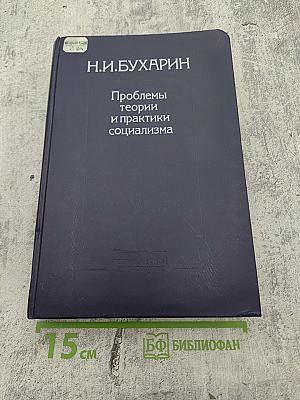 Н.И.БУХАРИН
Проблемы
теории
и практики
социализма
15 см
БФ БИБЛИОФАН